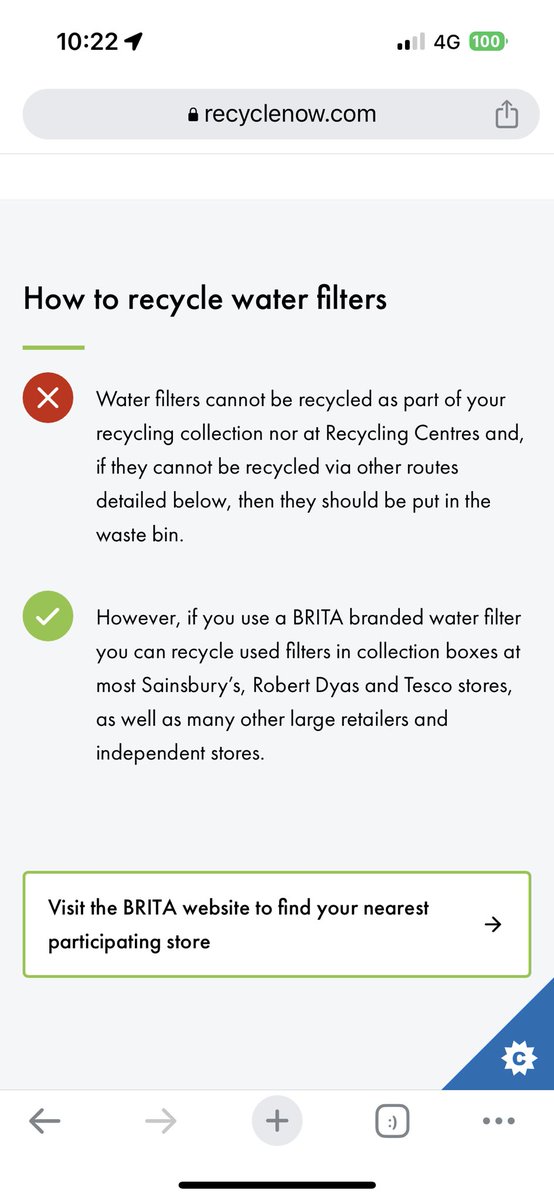 10:22
4G
100
recyclenow.com
How to recycle water filters
Water filters cannot be recycled as part of your
recycling collection nor at Recycling Centres and,
if they cannot be recycled via other routes
detailed below, then they should be put in the
waste bin.
However, if you use a BRITA branded water filter
you can recycle used filters in collection boxes at
most Sainsbury’s, Robert Dyas and Tesco stores,
as well as many other large retailers and
independent stores.
Visit the BRITA website to find your nearest
participating store
C
:)